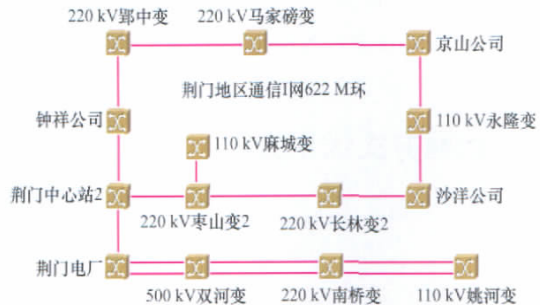 220 kV郢中变
220 kV马家磅变
京山公司
荆门地区通信I网622 M环
钟祥公司
110 kV永隆变
110 kV麻城变
荆门中心站2
沙洋公司
220 kV枣山变2
220 kV长林变2
荆门电厂
500 kV双河变
220 kV南桥变
110 kV姚河变